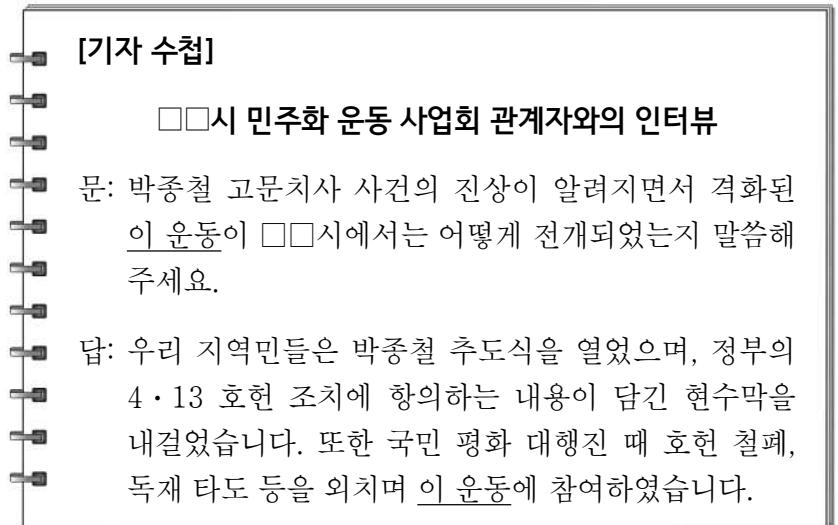 [기자 수첩]
□□시 민주화 운동 사업회 관계자와의 인터뷰
문: 박종철 고문치사 사건의 진상이 알려지면서 격화된
이 운동이 □□시에서는 어떻게 전개되었는지 말씀해
주세요.
답: 우리 지역민들은 박종철 추도식을 열었으며, 정부의
4・13 호헌 조치에 항의하는 내용이 담긴 현수막을
내걸었습니다. 또한 국민 평화 대행진 때 호헌 철폐,
독재 타도 등을 외치며 이 운동에 참여하였습니다.